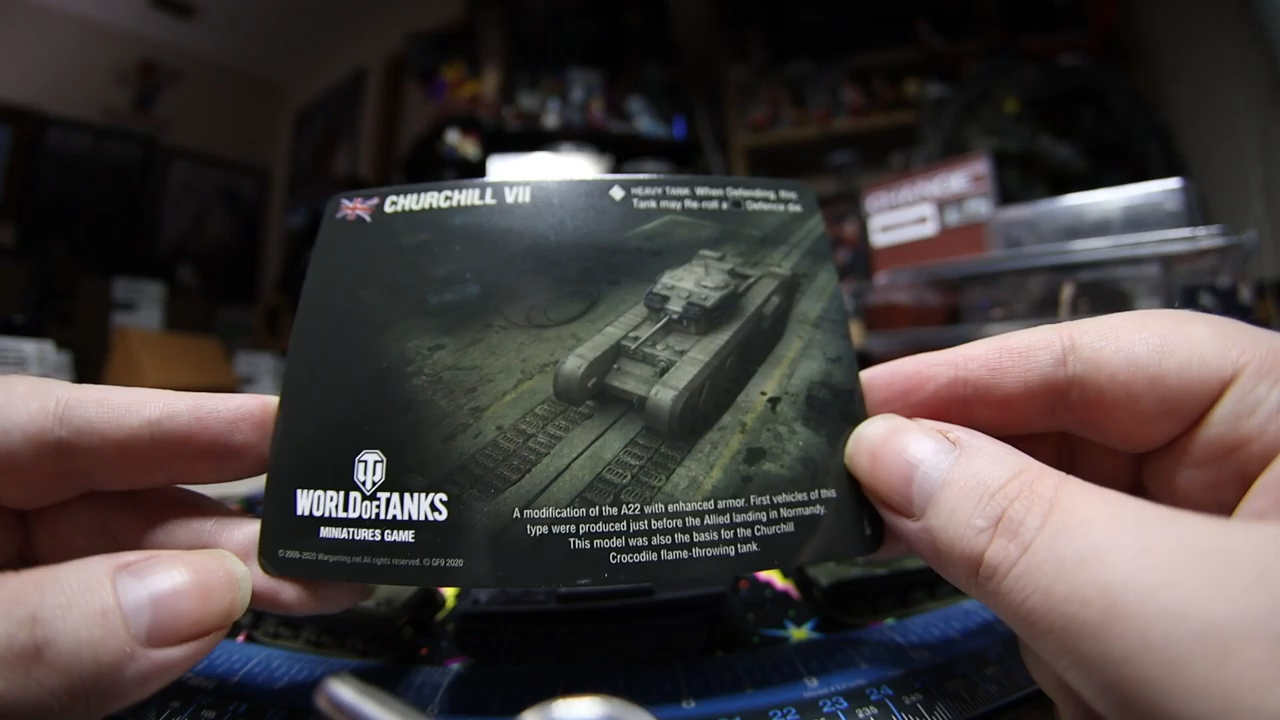 CHURCHILL VII
HEAVY TANK: When Defending, this
Tank may Re-roll a Defence die.
WORLD OF TANKS
MINIATURES GAME
© 2009–2020 Wargaming.net All rights reserved. © GF9 2020
A modification of the A22 with enhanced armor. First vehicles of this
type were produced just before the Allied landing in Normandy.
This model was also the basis for the Churchill
Crocodile flame-throwing tank.
22 23 24
235
240